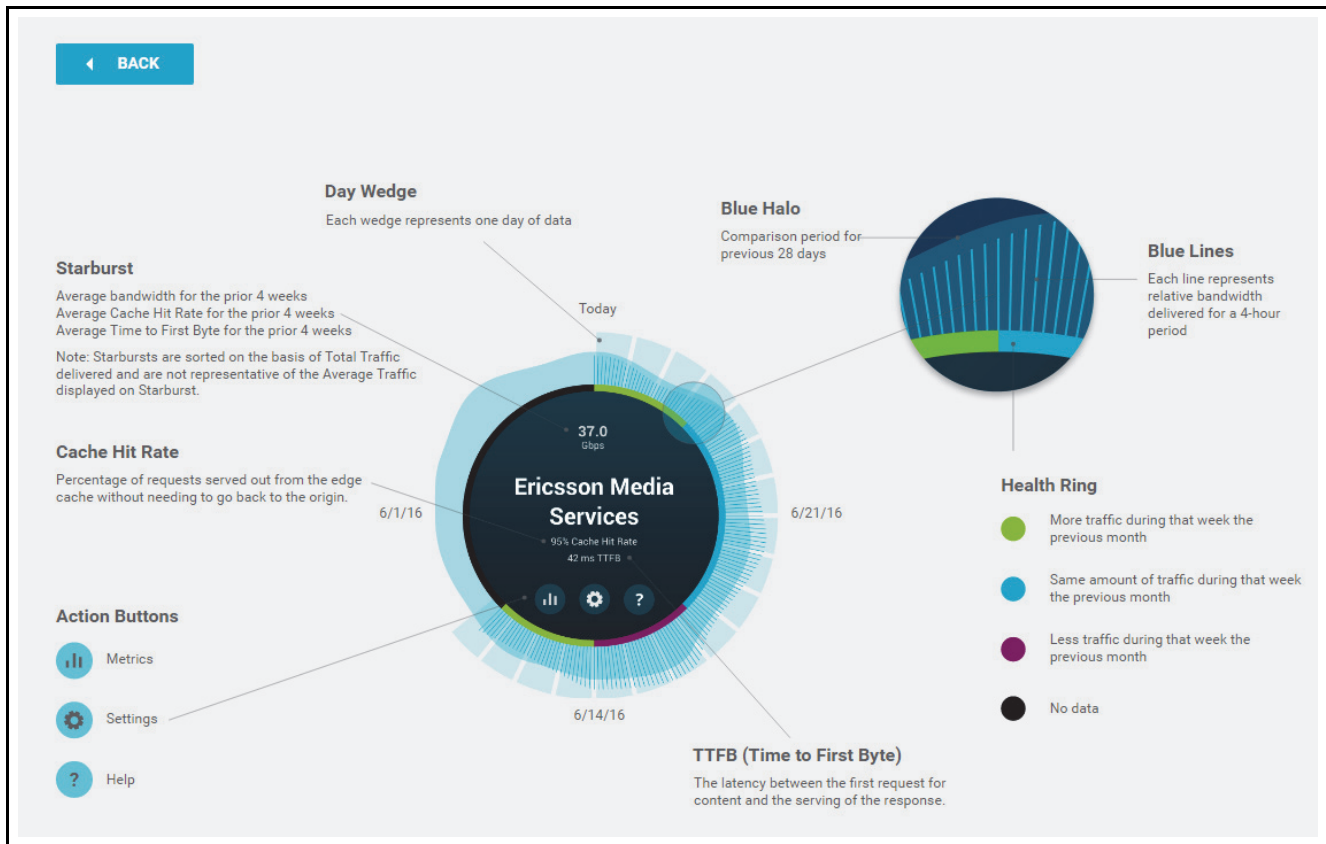 BACK
Day Wedge
Each wedge represents one day of data
Blue Halo
Comparison period for
previous 28 days
Blue Lines
Each line represents
relative bandwidth
delivered for a 4-hour
period
Starburst
Average bandwidth for the prior 4 weeks
Average Cache Hit Rate for the prior 4 weeks
Average Time to First Byte for the prior 4 weeks
Note: Starbursts are sorted on the basis of Total Traffic
delivered and are not representative of the Average Traffic
displayed on Starburst.
Today
37.0
Gbps
Ericsson Media
Services
95% Cache Hit Rate
42 ms TTFB
?
Cache Hit Rate
Percentage of requests served out from the edge
cache without needing to go back to the origin.
6/1/16
6/21/16
6/14/16
Health Ring
More traffic during that week the
previous month
Same amount of traffic during that week
the previous month
Less traffic during that week the
previous month
No data
Action Buttons
Metrics
Settings
?
Help
TTFB (Time to First Byte)
The latency between the first request for
content and the serving of the response.